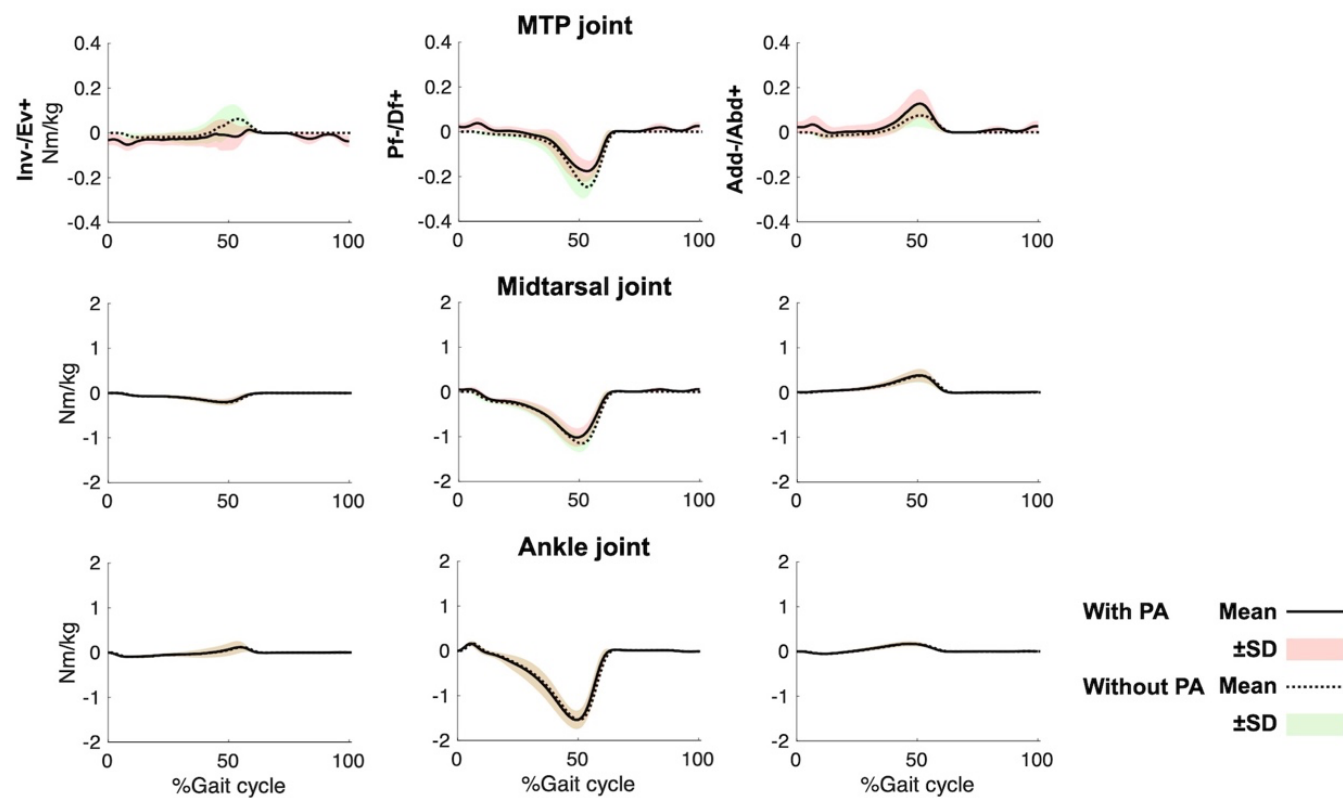 MTP joint
Inv-/Ev+
Nm/kg
0.4
0.2
0
-0.2
-0.4
0 50 100
Pf-/Df+
0.4
0.2
0
-0.2
0.4
0 50 100
Add-/Abd+
0.4
0.2
0
-0.2
-0.4
0 50 100
Midtarsal joint
Nm/kg
2
1
0
-1
-2
0 50 100
2
1
0
-1
-2
0 50 100
2
1
0
-1
-2
0 50 100
Ankle joint
Nm/kg
2
1
0
-1
-2
0 50 100
%Gait cycle
2
1
0
-1
-2
0 50 100
%Gait cycle
2
1
0
-1
-2
0 50 100
%Gait cycle
With PA Mean
±SD
Without PA Mean
±SD